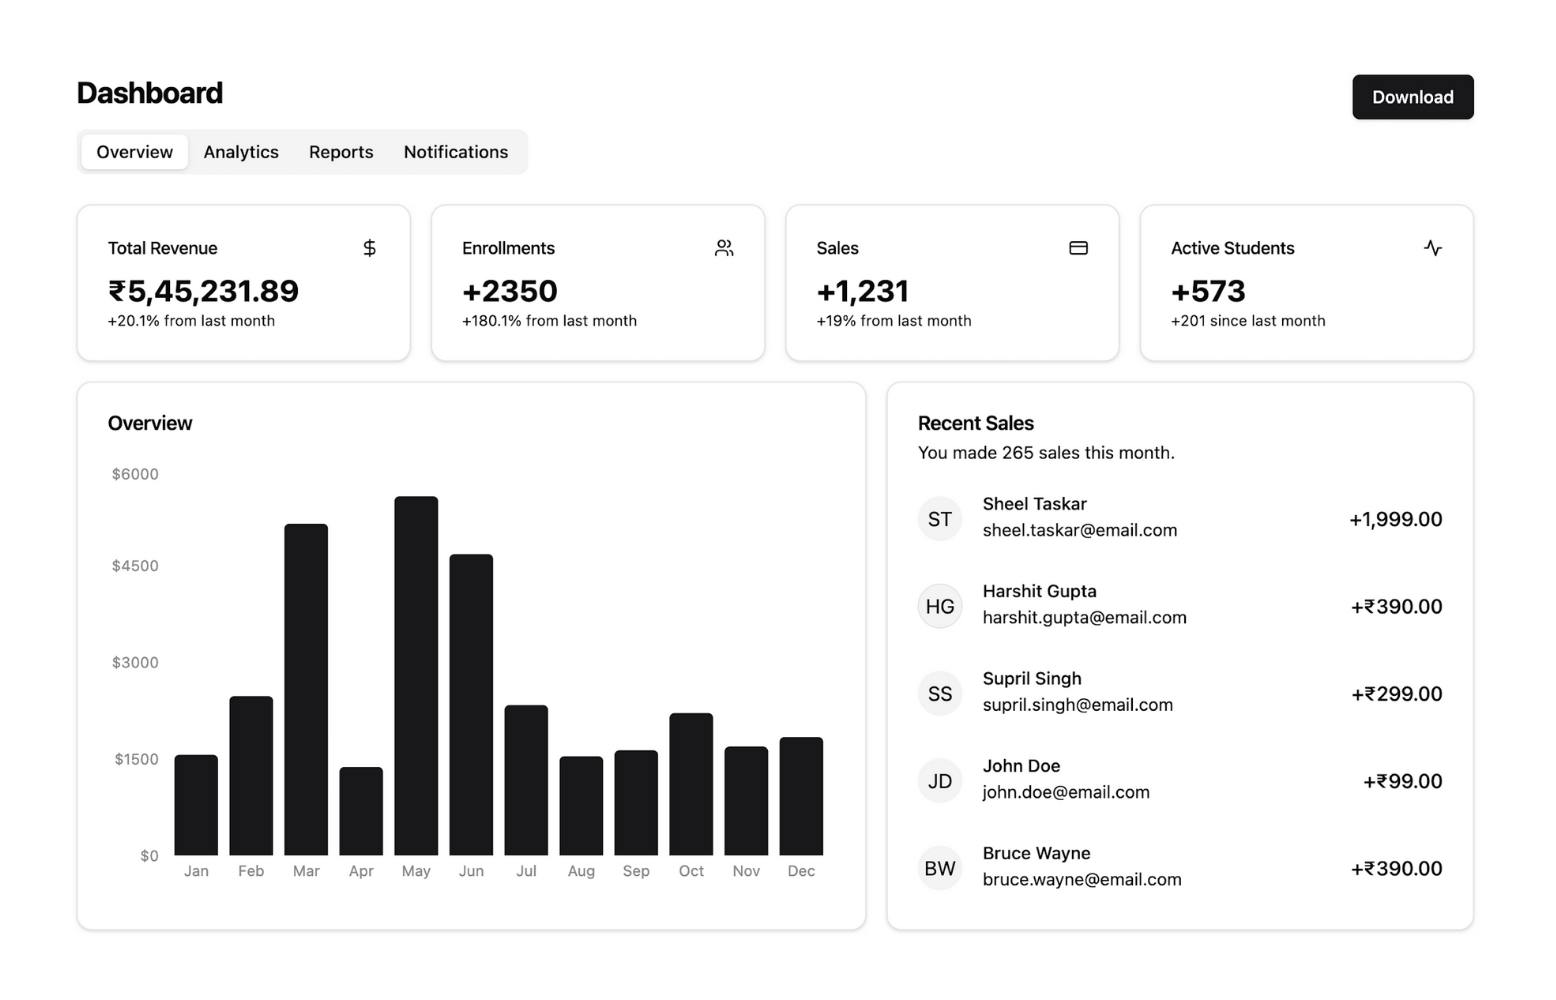 Dashboard
Download
Overview
Analytics
Reports
Notifications
Total Revenue
$
₹5,45,231.89
+20.1% from last month
Enrollments
+2350
+180.1% from last month
Sales
+1,231
+19% from last month
Active Students
+573
+201 since last month
Overview
$6000
$4500
$3000
$1500
$0
Jan
Feb
Mar
Apr
May
Jun
Jul
Aug
Sep
Oct
Nov
Dec
Recent Sales
You made 265 sales this month.
ST
Sheel Taskar
sheel.taskar@email.com
+1,999.00
HG
Harshit Gupta
harshit.gupta@email.com
+₹390.00
SS
Supril Singh
supril.singh@email.com
+₹299.00
JD
John Doe
john.doe@email.com
+₹99.00
BW
Bruce Wayne
bruce.wayne@email.com
+₹390.00